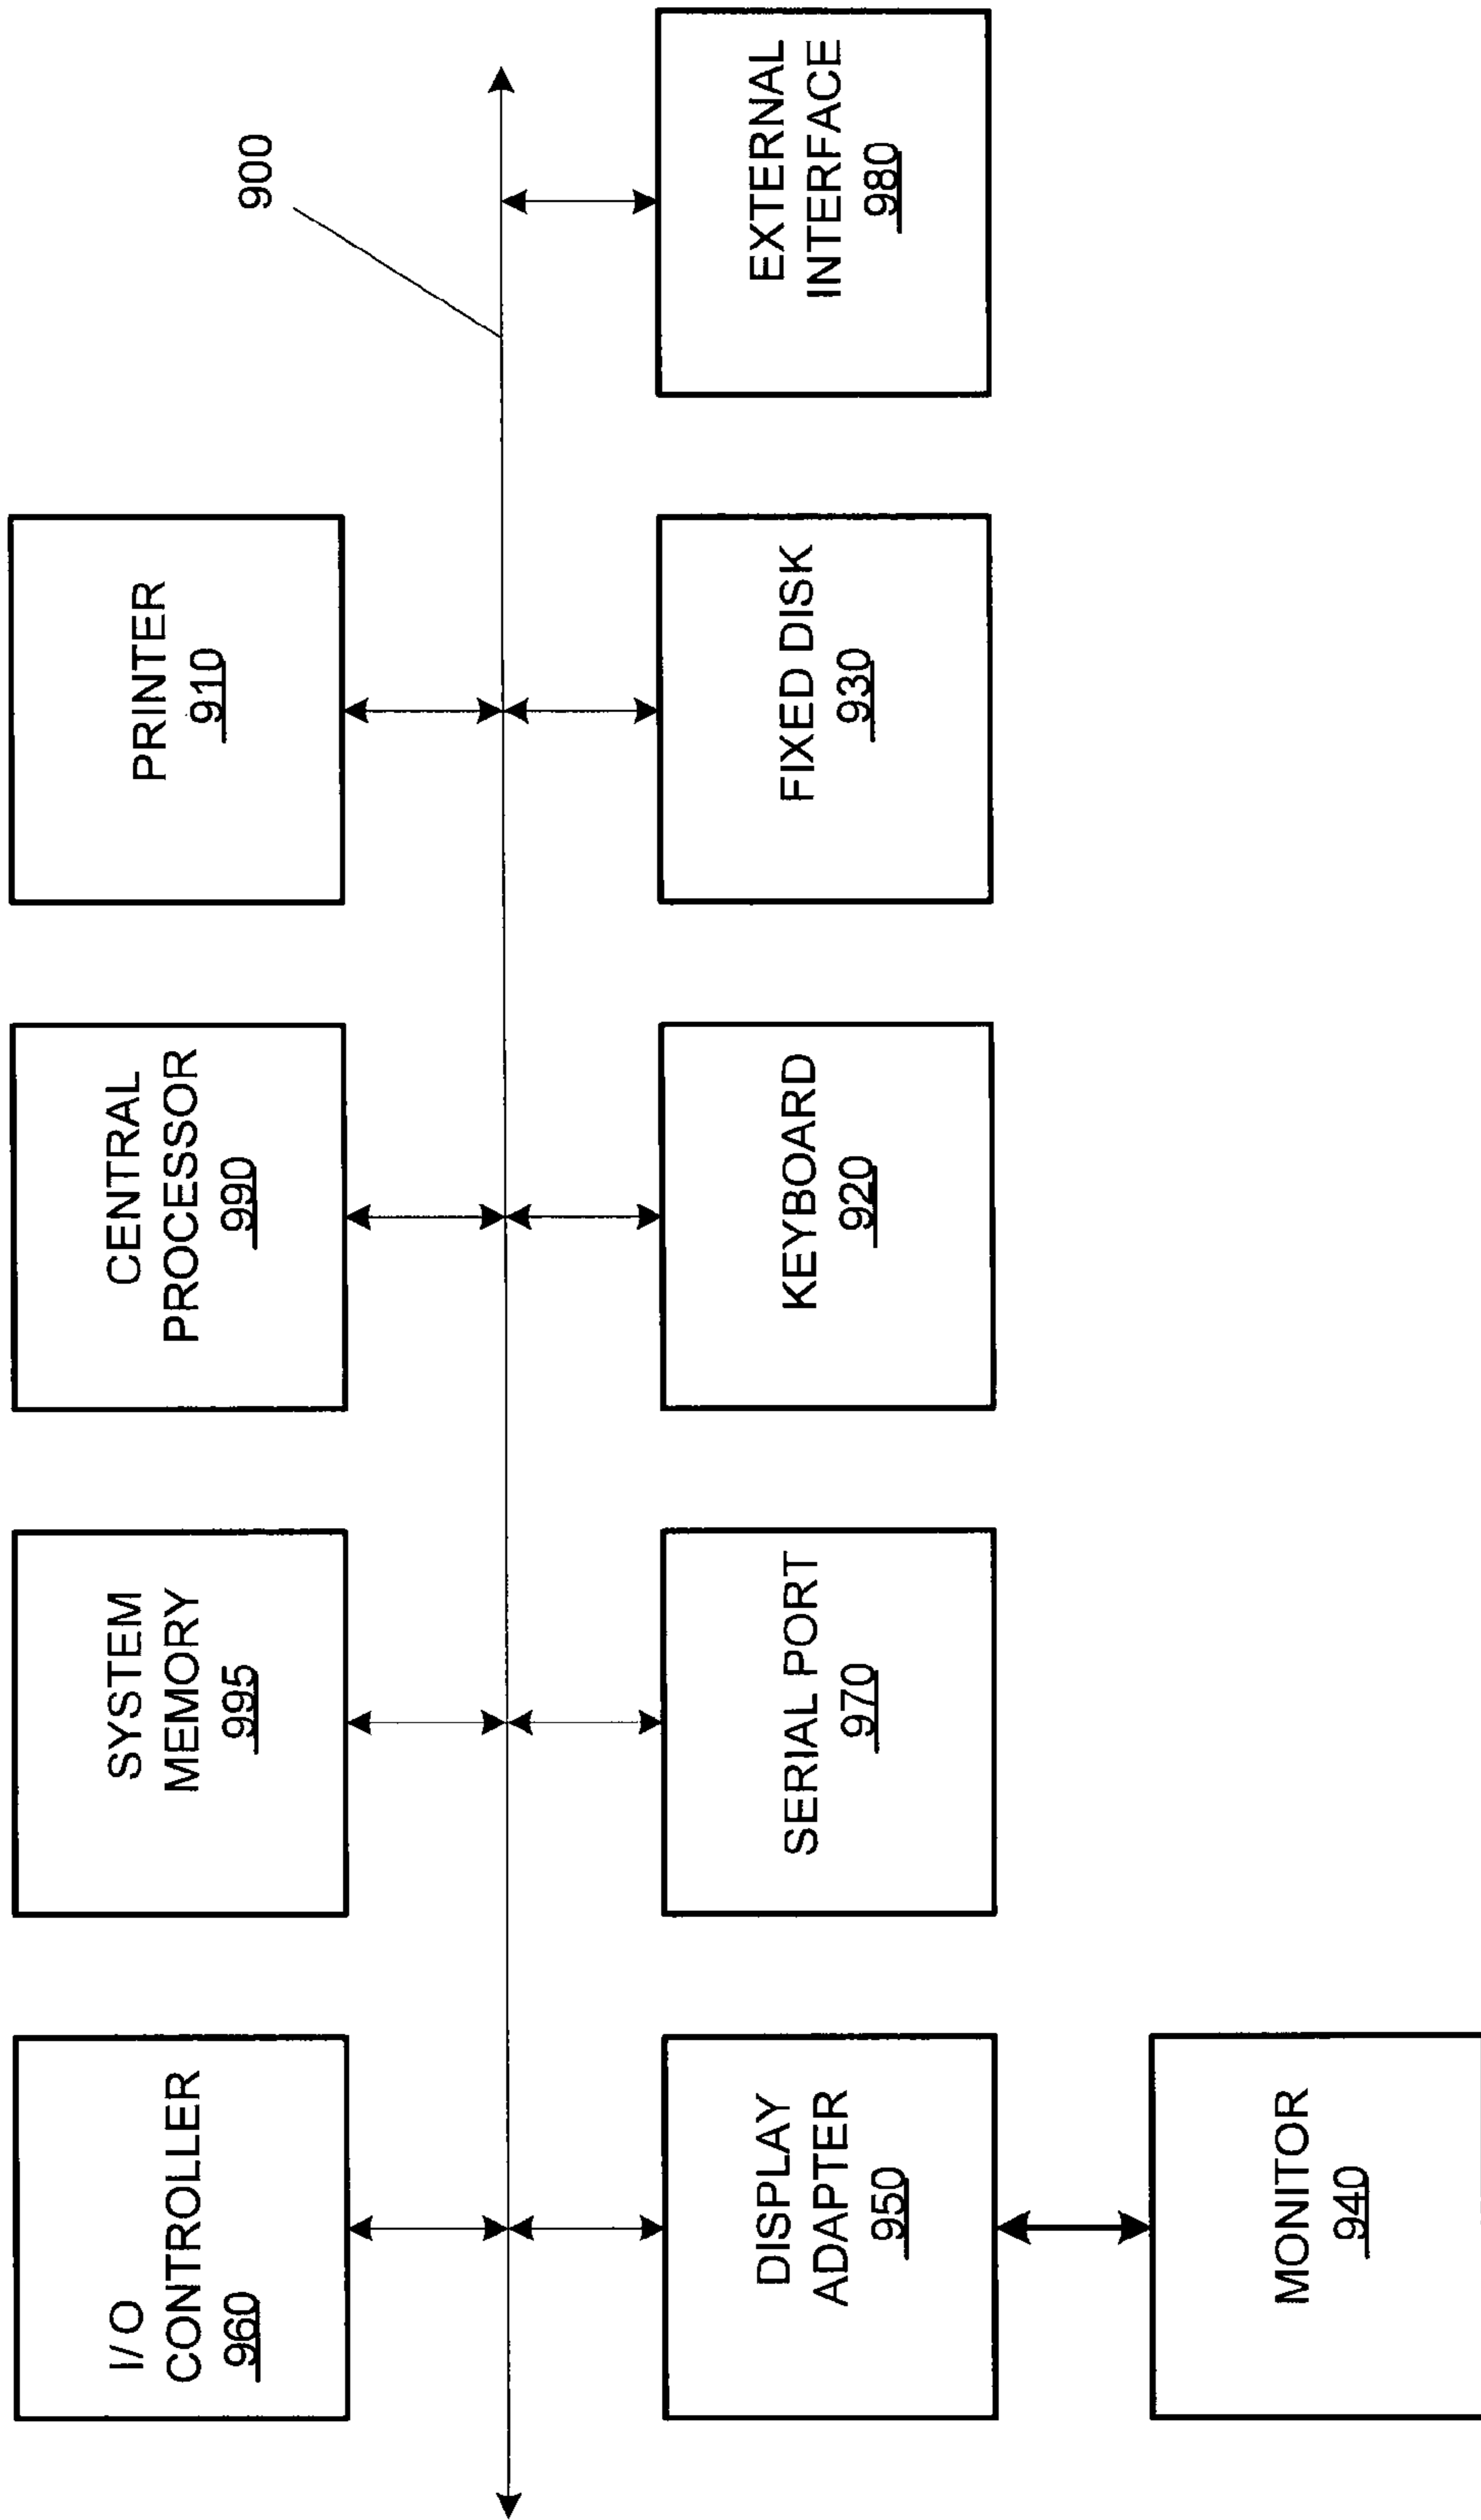 I/O
CONTROLLER
960
SYSTEM
MEMORY
995
CENTRAL
PROCESSOR
990
PRINTER
910
900
DISPLAY
ADAPTER
950
SERIAL PORT
970
KEYBOARD
920
FIXED DISK
930
EXTERNAL
INTERFACE
980
MONITOR
940